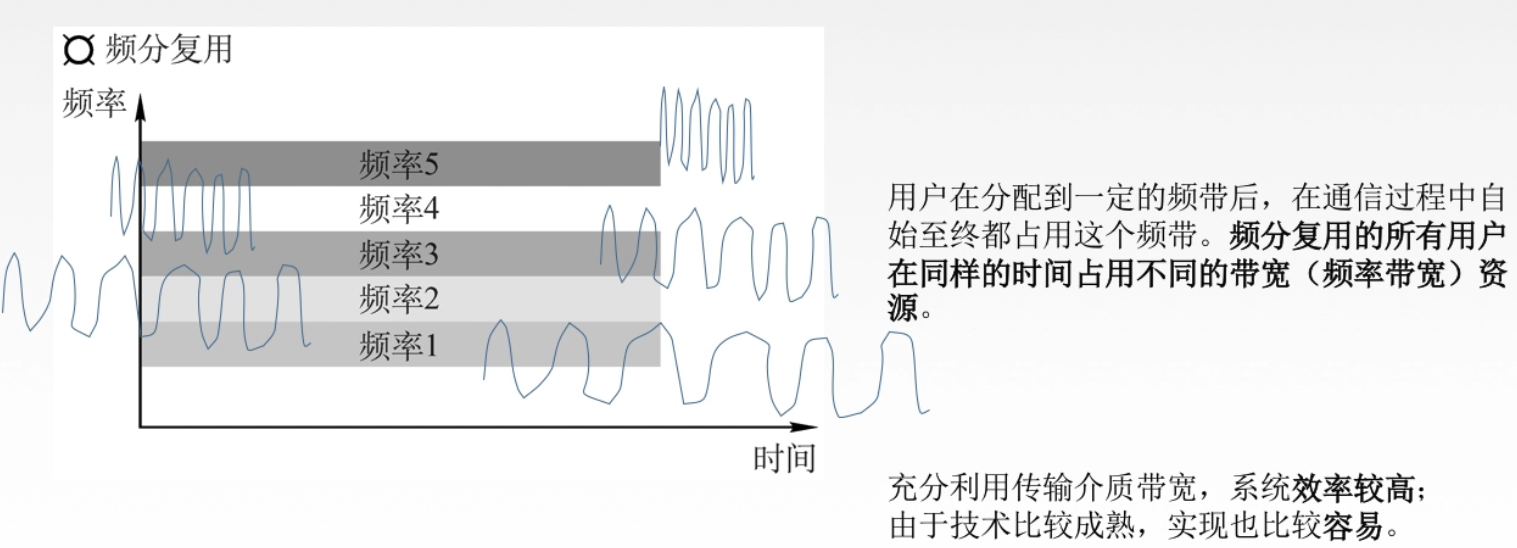 ¤ 频分复用
频率
频率5
频率4
频率3
频率2
频率1
时间
用户在分配到一定的频带后，在通信过程中自
始至终都占用这个频带。频分复用的所有用户
在同样的时间占用不同的带宽（频率带宽）资
源。
充分利用传输介质带宽，系统效率较高；
由于技术比较成熟，实现也比较容易。